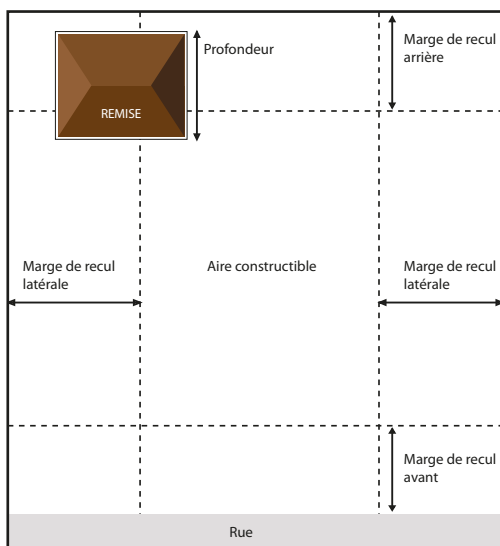 Profondeur
Marge de recul
arrière
REMISE
Marge de recul
latérale
Aire constructible
Marge de recul
latérale
Marge de recul
avant
Rue